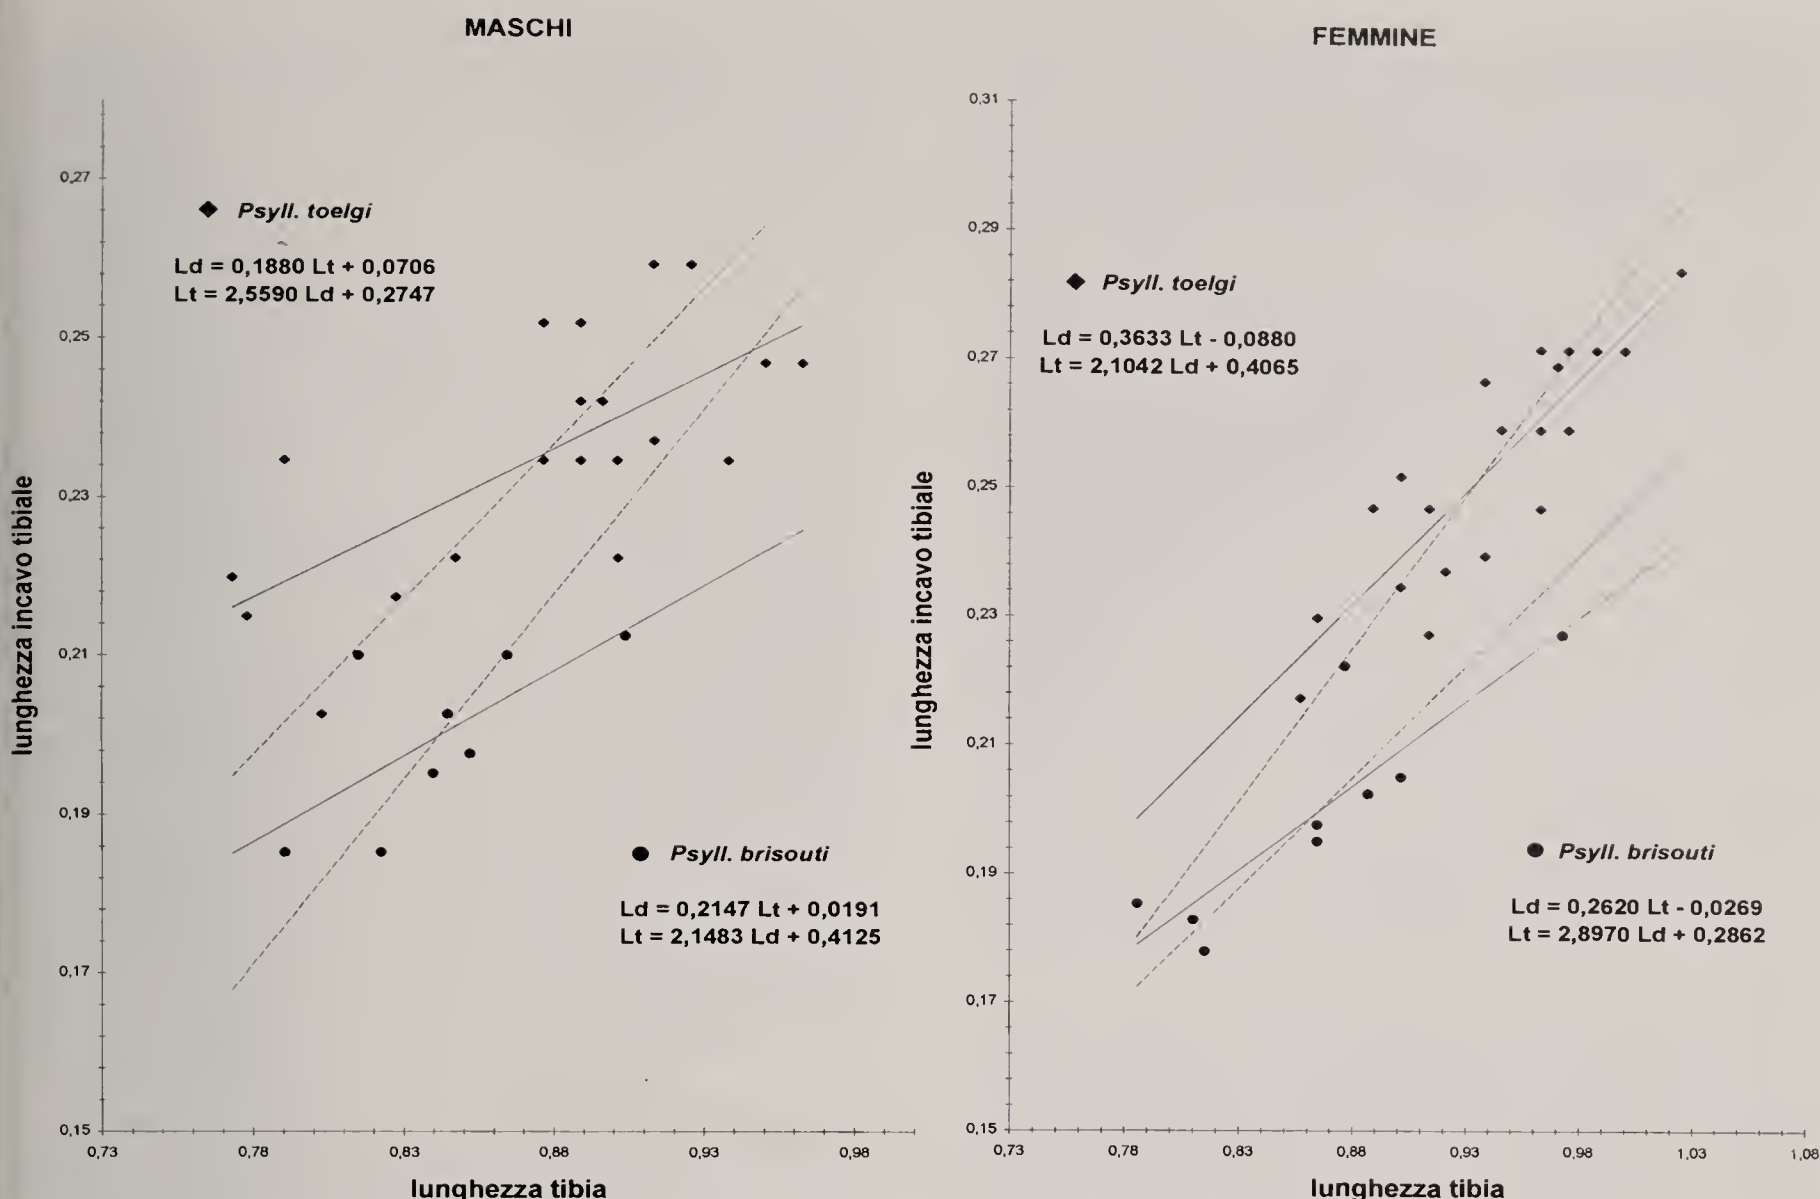 MASCHI
0,27
0,25
0,23
0,21
0,19
0,17
0,15
0,73
0,78
0,83
0,88
0,93
0,98
lunghezza incavo tibiale
lunghezza tibia
Psyll. toelgi
Ld = 0,1880 Lt + 0,0706
Lt = 2,5590 Ld + 0,2747
Psyll. brisouti
Ld = 0,2147 Lt + 0,0191
Lt = 2,1483 Ld + 0,4125
FEMMINE
0,31
0,29
0,27
0,25
0,23
0,21
0,19
0,17
0,15
0,73
0,78
0,83
0,88
0,93
0,98
1,03
1,08
lunghezza incavo tibiale
lunghezza tibia
Psyll. toelgi
Ld = 0,3633 Lt - 0,0880
Lt = 2,1042 Ld + 0,4065
Psyll. brisouti
Ld = 0,2620 Lt - 0,0269
Lt = 2,8970 Ld + 0,2862